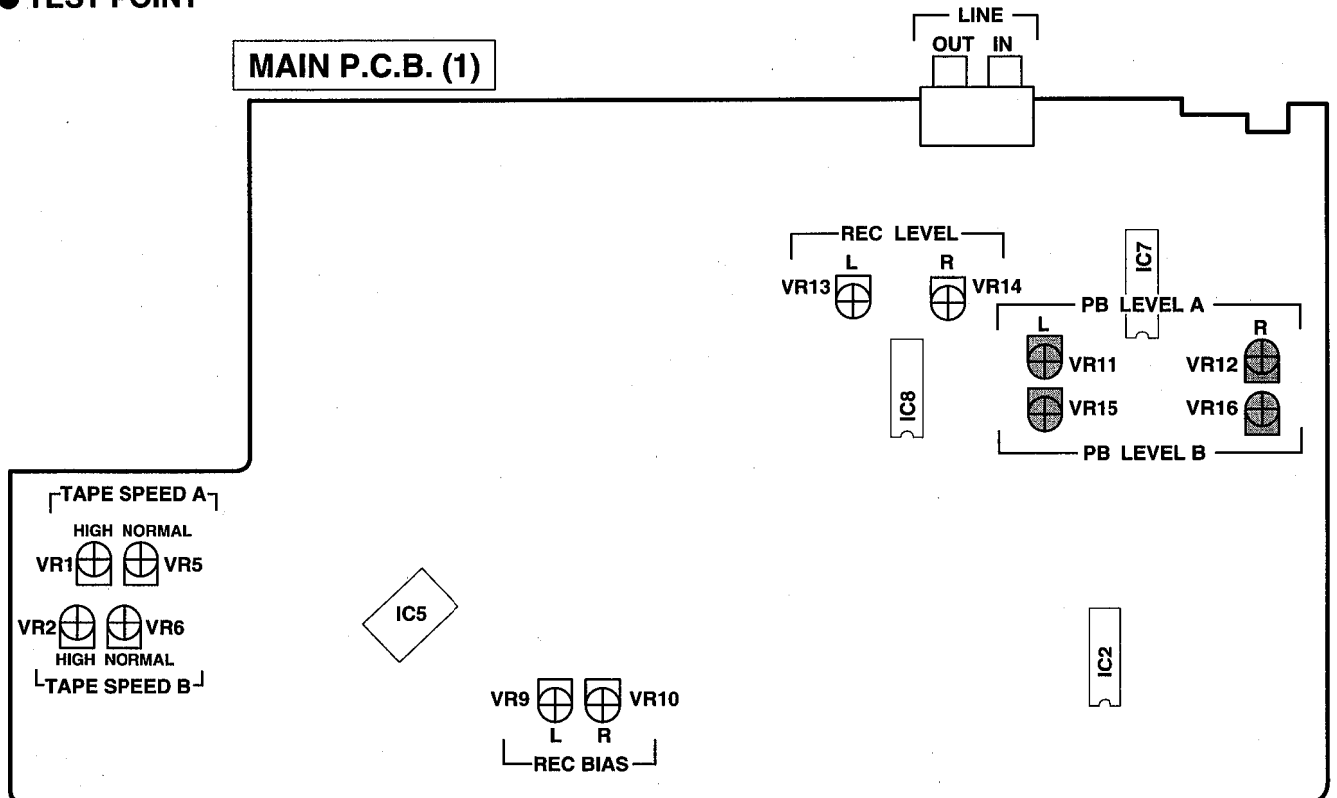 ● TEST POINT
MAIN P.C.B. (1)
LINE
OUT IN
REC LEVEL
L R
VR13 VR14
IC7
PB LEVEL A
L R
VR11 VR12
VR15 VR16
PB LEVEL B
IC8
TAPE SPEED A
HIGH NORMAL
VR1 VR5
VR2 VR6
HIGH NORMAL
TAPE SPEED B
IC5
IC2
VR9 VR10
L R
REC BIAS